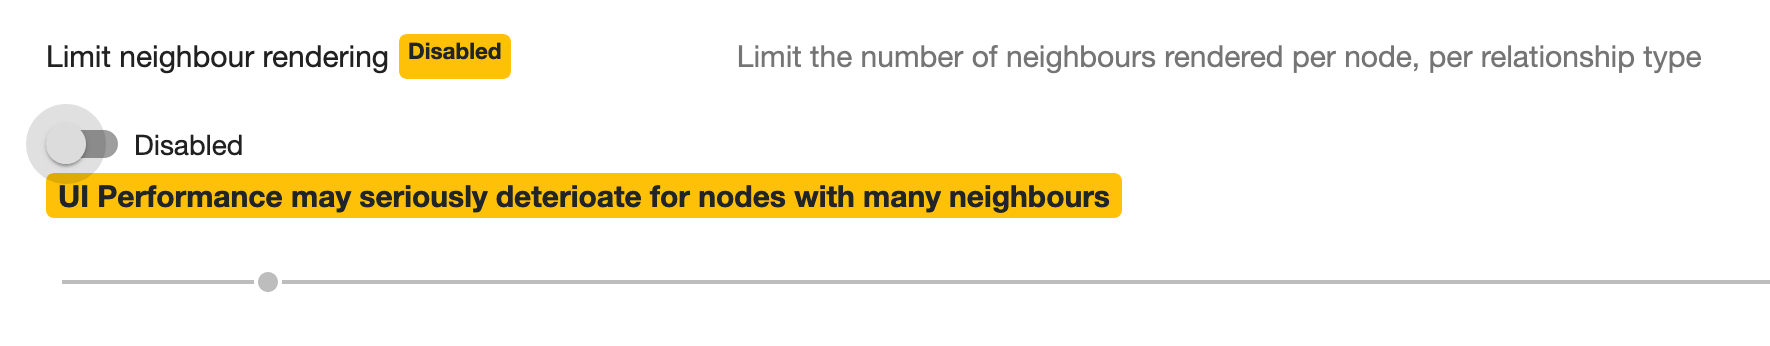 Limit neighbour rendering Disabled
Limit the number of neighbours rendered per node, per relationship type
Disabled
UI Performance may seriously deterioate for nodes with many neighbours